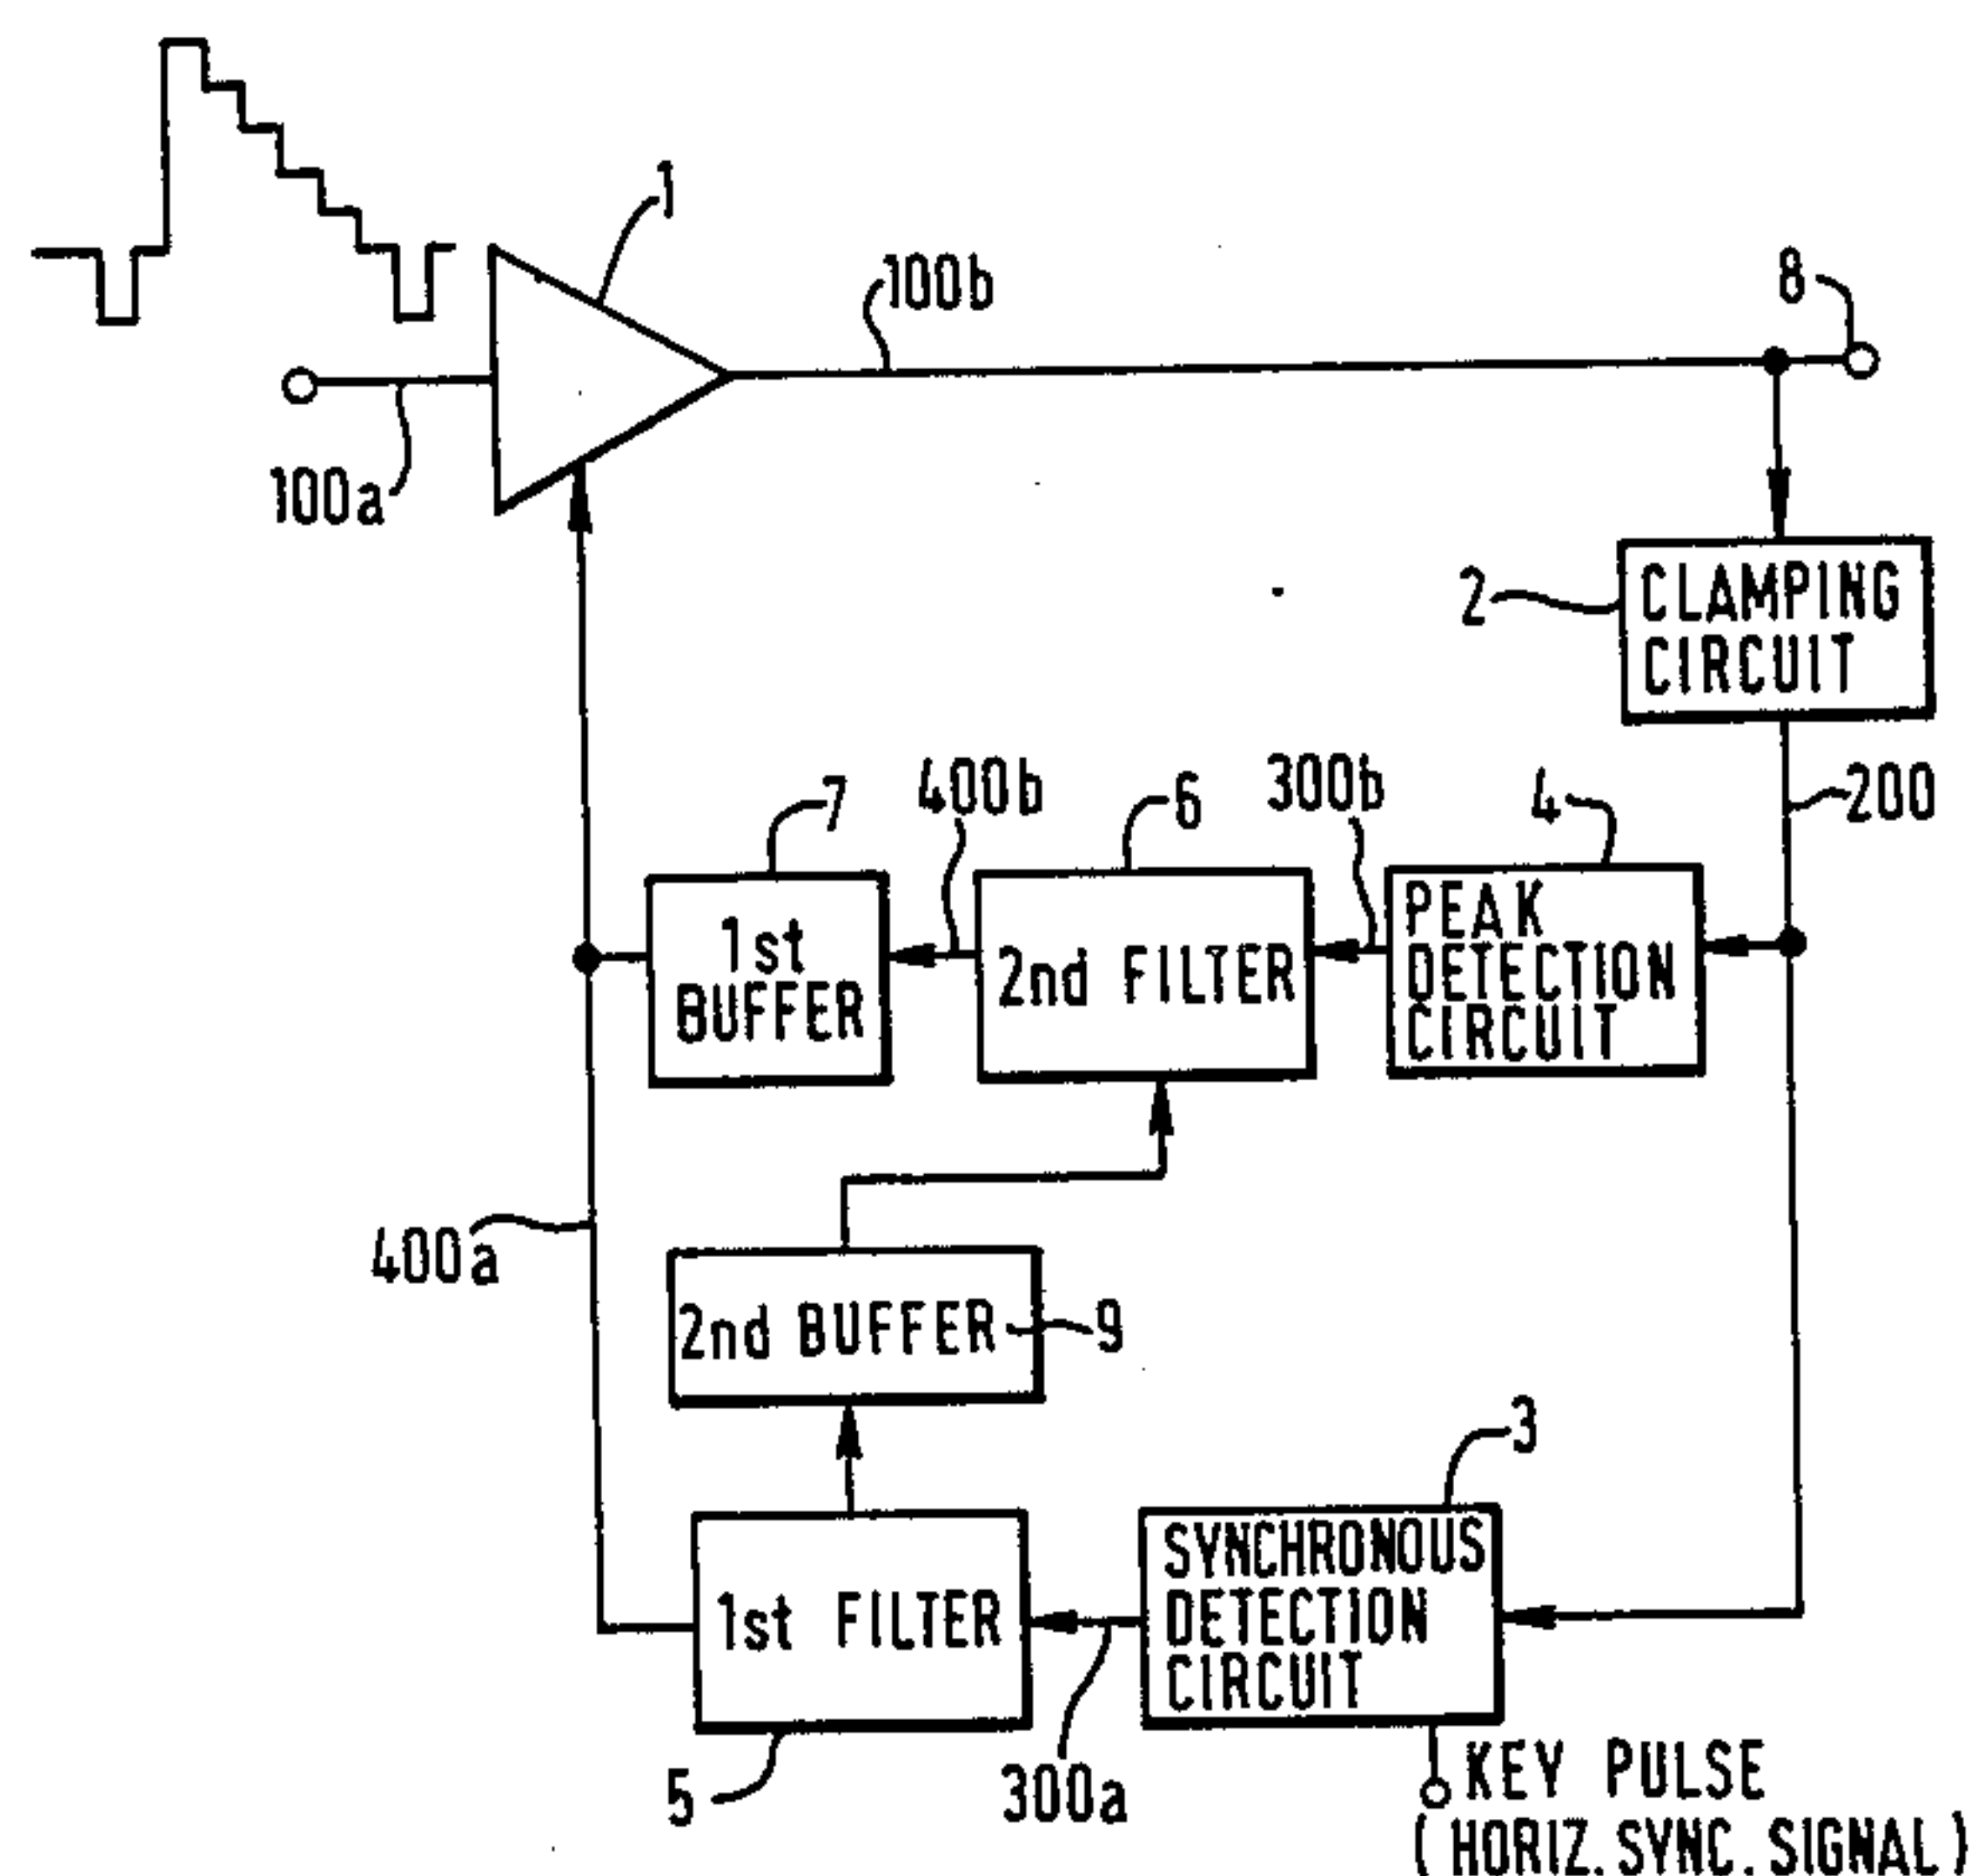 1
100b
8
100a
2
CLAMPING
CIRCUIT
7
400b
6
300b
4
200
1st
BUFFER
2nd FILTER
PEAK
DETECTION
CIRCUIT
400a
2nd BUFFER
9
3
1st FILTER
SYNCHRONOUS
DETECTION
CIRCUIT
5
300a
KEY PULSE
(HORIZ. SYNC. SIGNAL)